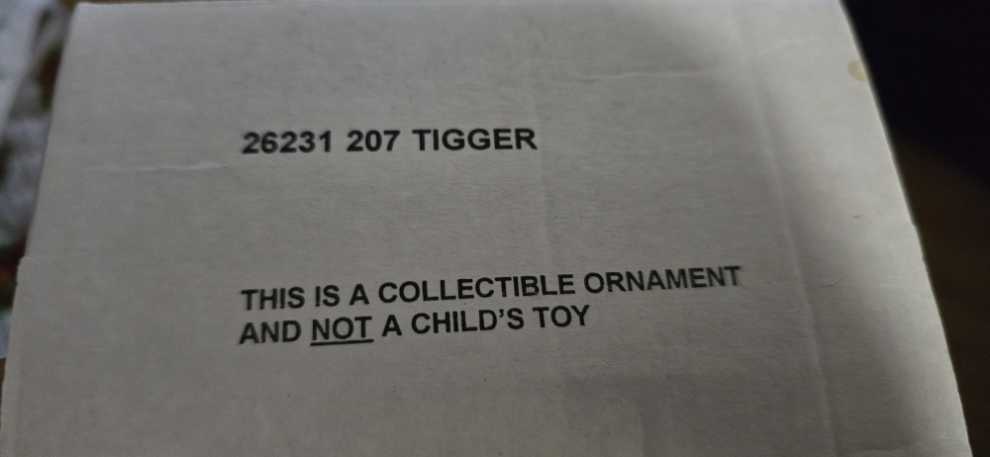 26231 207 TIGGER
THIS IS A COLLECTIBLE ORNAMENT
AND NOT A CHILD'S TOY